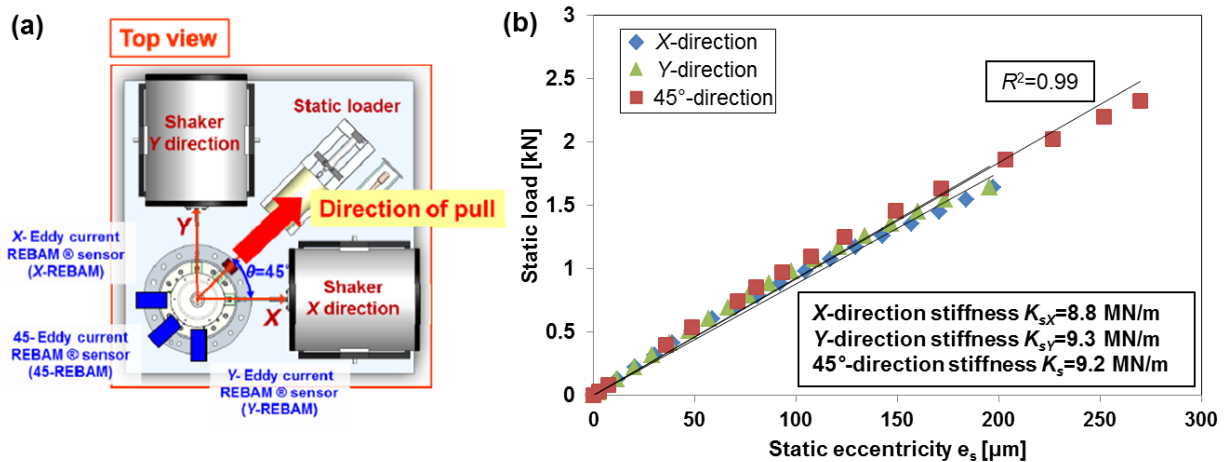 (a)
Top view
Shaker
Y direction
Static loader
Direction of pull
Y
X- Eddy current
REBAM ® sensor
(X-REBAM)
θ=45°
X
Shaker
X direction
45- Eddy current
REBAM ® sensor
(45-REBAM)
Y- Eddy current
REBAM ® sensor
(Y-REBAM)
(b)
3
2.5
2
1.5
1
0.5
0
Static load [kN]
X-direction
Y-direction
45°-direction
R²=0.99
X-direction stiffness KsX=8.8 MN/m
Y-direction stiffness KsY=9.3 MN/m
45°-direction stiffness Ks=9.2 MN/m
0 50 100 150 200 250 300
Static eccentricity es [µm]